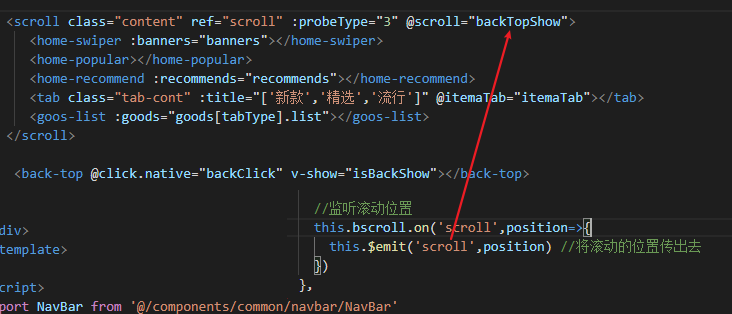 <scroll class="content" ref="scroll" :probeType="3" @scroll="backTopShow">
<home-swiper :banners="banners"></home-swiper>
<home-popular></home-popular>
<home-recommend :recommends="recommends"></home-recommend>
<tab class="tab-cont" :title="['新款','精选','流行']" @itemaTab="itemaTab"></tab>
<goos-list :goods="goods[tabType].list"></goos-list>
</scroll>
<back-top @click.native="backClick" v-show="isBackShow"></back-top>
//监听滚动位置
this.bscroll.on('scroll',position=>{
this.$emit('scroll',position) //将滚动的位置传出去
})
},
div>
template>
cript>
port NavBar from '@/components/common/navbar/NavBar'